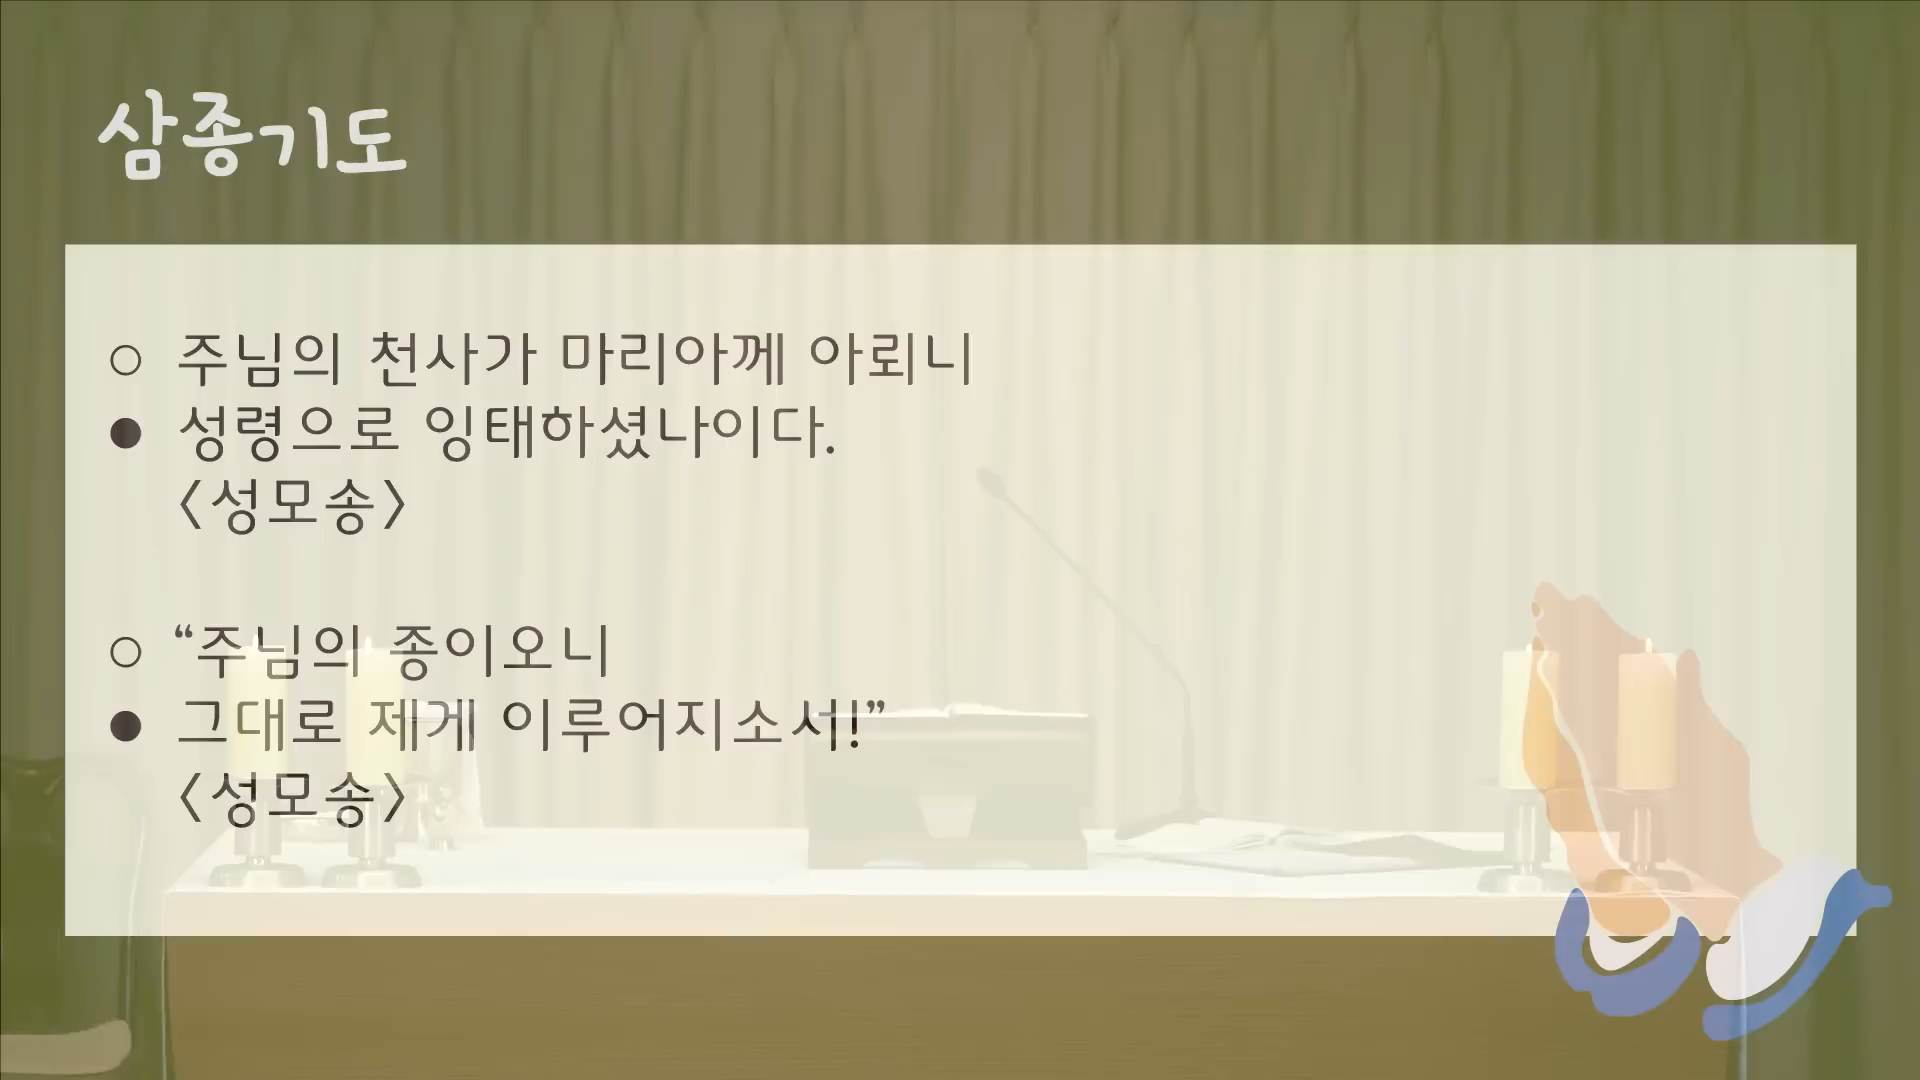 삼종기도
○ 주님의 천사가 마리아께 아뢰니
● 성령으로 잉태하셨나이다.
〈성모송〉
○ “주님의 종이오니
● 그대로 제게 이루어지소서!”
〈성모송〉